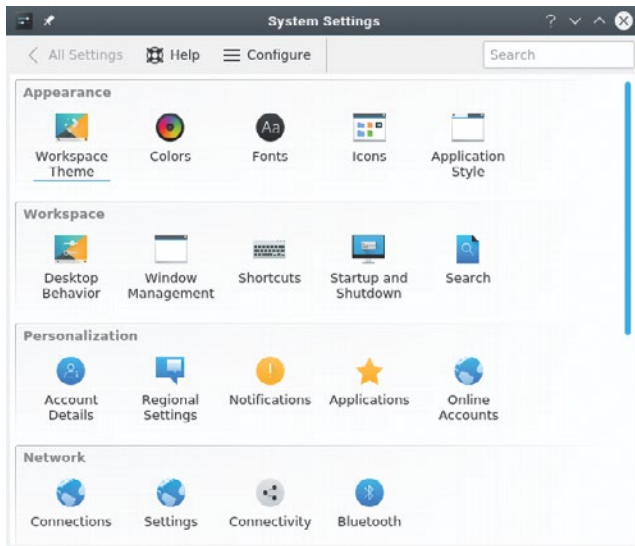 System Settings
All Settings Help Configure Search
Appearance
Workspace Theme Colors Fonts Icons Application Style
Workspace
Desktop Behavior Window Management Shortcuts Startup and Shutdown Search
Personalization
Account Details Regional Settings Notifications Applications Online Accounts
Network
Connections Settings Connectivity Bluetooth